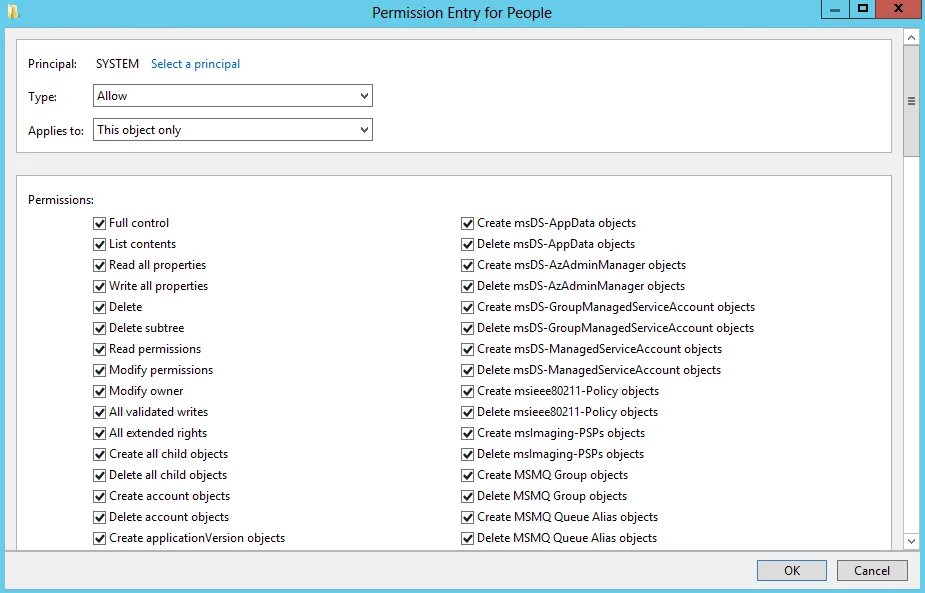 Permission Entry for People
Principal: SYSTEM Select a principal
Type: Allow
Applies to: This object only
Permissions:
Full control
List contents
Read all properties
Write all properties
Delete
Delete subtree
Read permissions
Modify permissions
Modify owner
All validated writes
All extended rights
Create all child objects
Delete all child objects
Create account objects
Delete account objects
Create applicationVersion objects
Create msDS-AppData objects
Delete msDS-AppData objects
Create msDS-AzAdminManager objects
Delete msDS-AzAdminManager objects
Create msDS-GroupManagedServiceAccount objects
Delete msDS-GroupManagedServiceAccount objects
Create msDS-ManagedServiceAccount objects
Delete msDS-ManagedServiceAccount objects
Create msieee80211-Policy objects
Delete msieee80211-Policy objects
Create msImaging-PSPs objects
Delete msImaging-PSPs objects
Create MSMQ Group objects
Delete MSMQ Group objects
Create MSMQ Queue Alias objects
Delete MSMQ Queue Alias objects
OK
Cancel